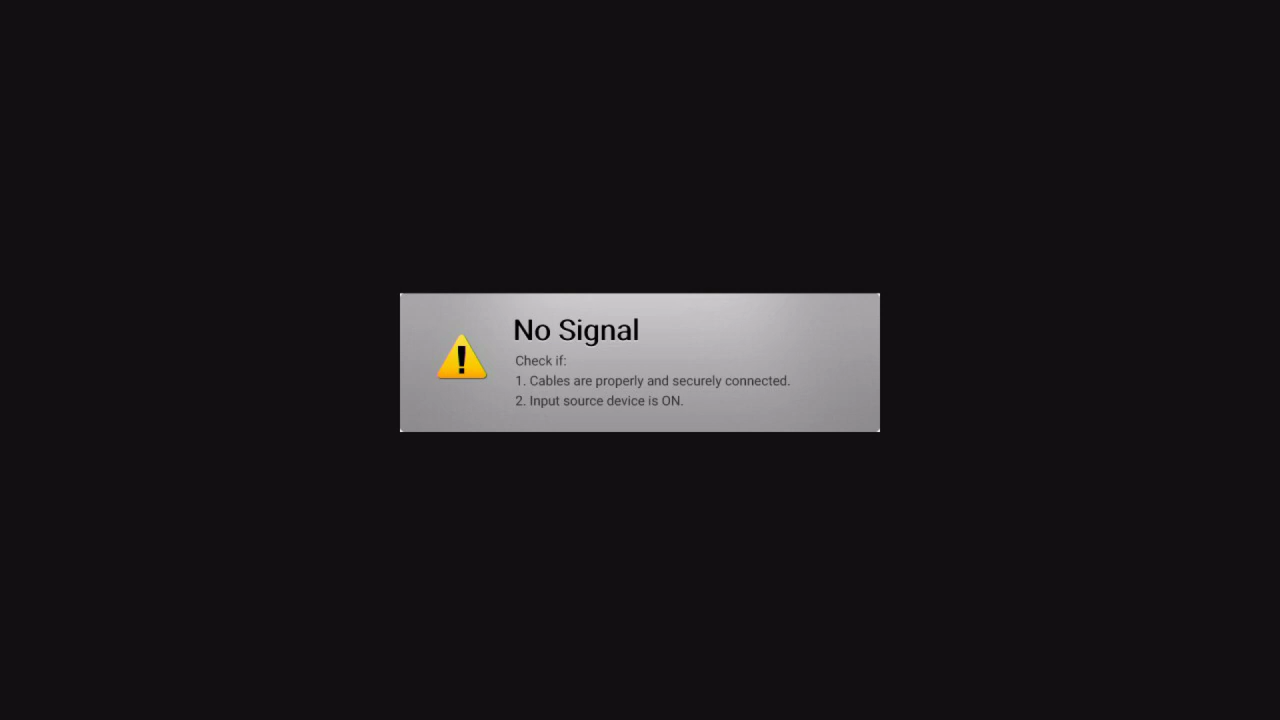 No Signal
Check if:
1. Cables are properly and securely connected.
2. Input source device is ON.